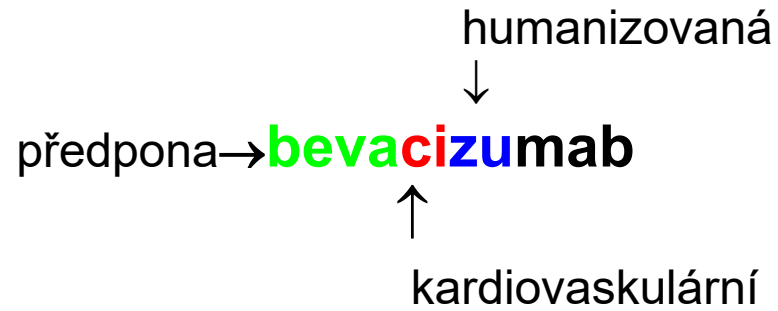 humanizovaná
↓
předpona→bevacizumab
↑
kardiovaskulární